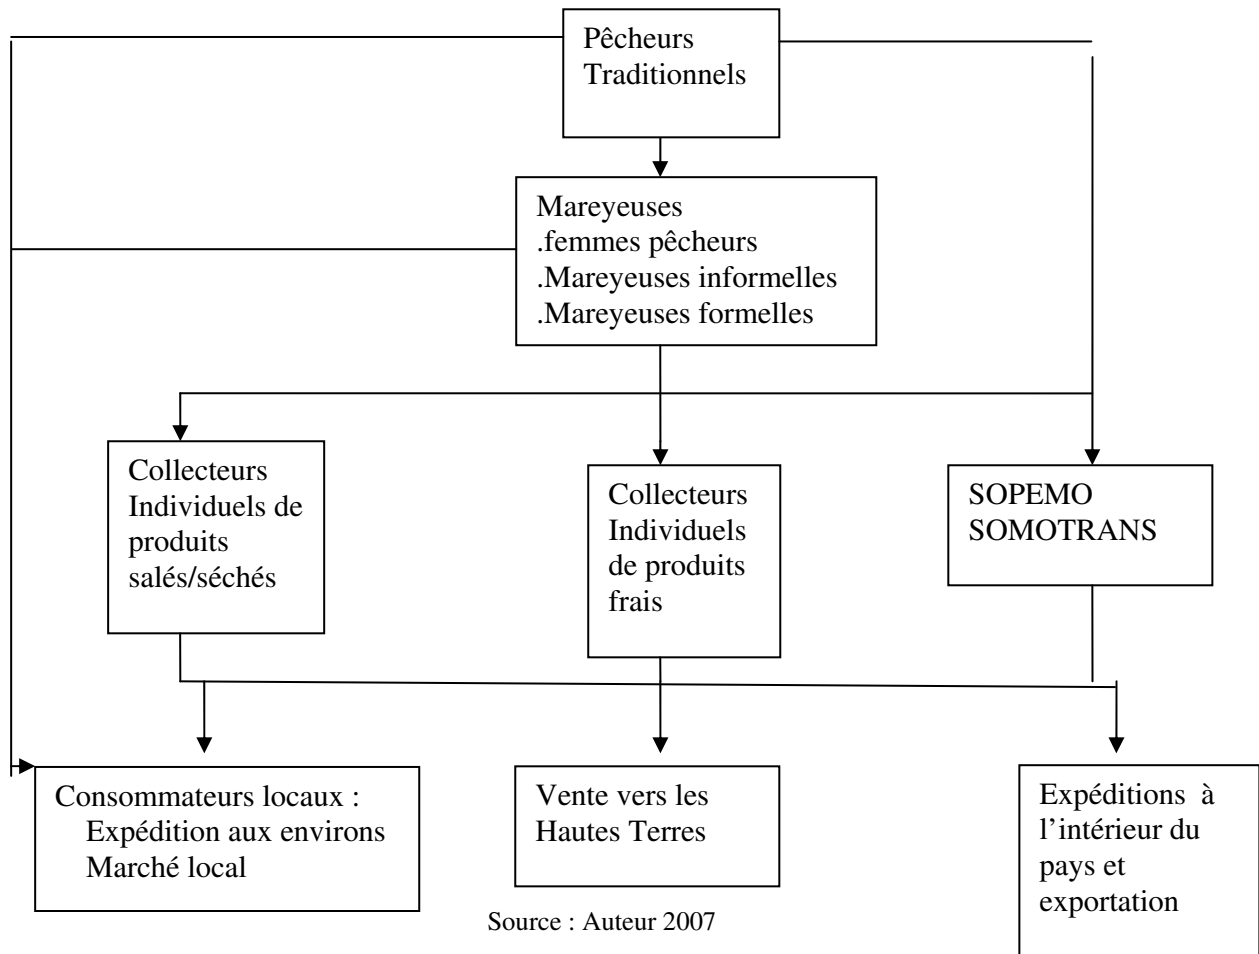 Pêcheurs
Traditionnels
Mareyeuses
.femmes pêcheurs
.Mareyeuses informelles
.Mareyeuses formelles
Collecteurs
Individuels de
produits
salés/séchés
Collecteurs
Individuels
de produits
frais
SOPEMO
SOMOTRANS
Consommateurs locaux :
Expédition aux environs
Marché local
Vente vers les
Hautes Terres
Expéditions à
l’intérieur du
pays et
exportation
Source : Auteur 2007